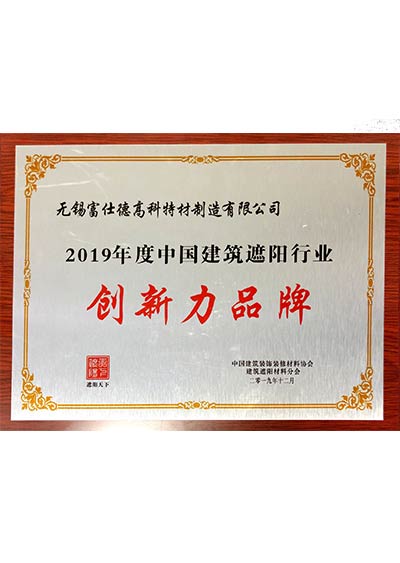 无锡富仕德高科特材制造有限公司
2019年度中国建筑遮阳行业
创新力品牌
遮阳天下
中国建筑装饰装修材料协会
建筑遮阳材料分会
二零一九年十二月